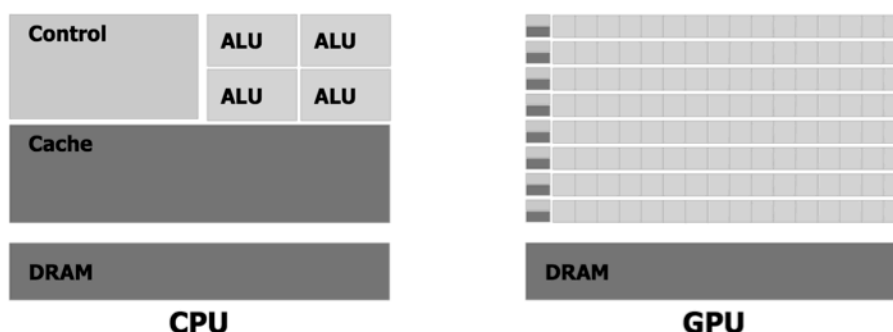 Control
ALU ALU
ALU ALU
Cache
DRAM
CPU
DRAM
GPU